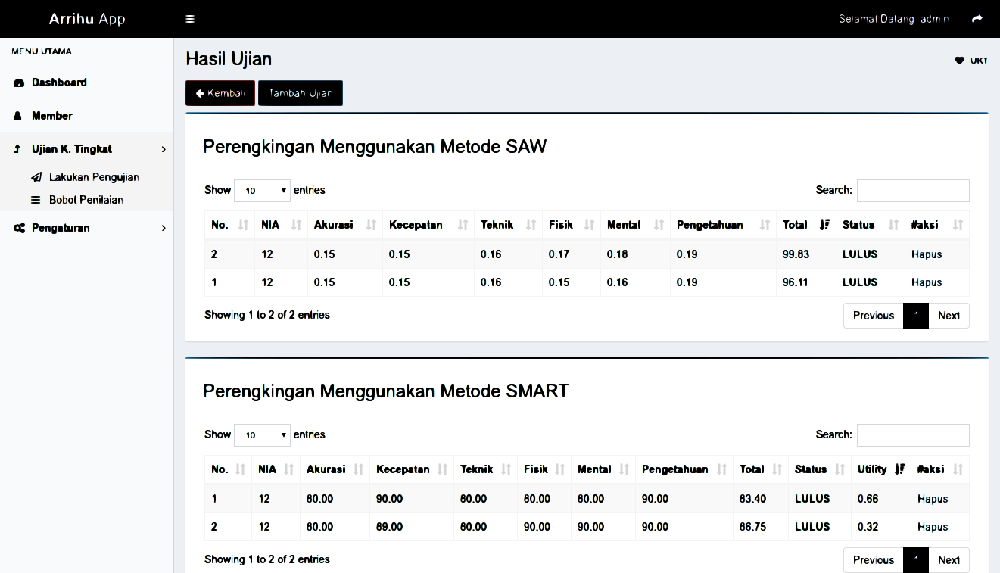 Arrihu App
Selamat Datang admin
MENU UTAMA
Dashboard
Member
Ujian K. Tingkat
Lakukan Pengujian
Bobot Penilaian
Pengaturan
Hasil Ujian
UKT
Kembali
Tambah Ujian
Perengkingan Menggunakan Metode SAW
Show 10 entries
Search:
No. NIA Akurasi Kecepatan Teknik Fisik Mental Pengetahuan Total Status #aksi
2 12 0.15 0.15 0.16 0.17 0.18 0.19 99.83 LULUS Hapus
1 12 0.15 0.15 0.16 0.15 0.16 0.19 96.11 LULUS Hapus
Showing 1 to 2 of 2 entries
Previous 1 Next
Perengkingan Menggunakan Metode SMART
Show 10 entries
Search:
No. NIA Akurasi Kecepatan Teknik Fisik Mental Pengetahuan Total Status Utility #aksi
1 12 80.00 90.00 80.00 80.00 80.00 90.00 83.40 LULUS 0.66 Hapus
2 12 80.00 89.00 80.00 90.00 90.00 90.00 86.75 LULUS 0.32 Hapus
Showing 1 to 2 of 2 entries
Previous 1 Next